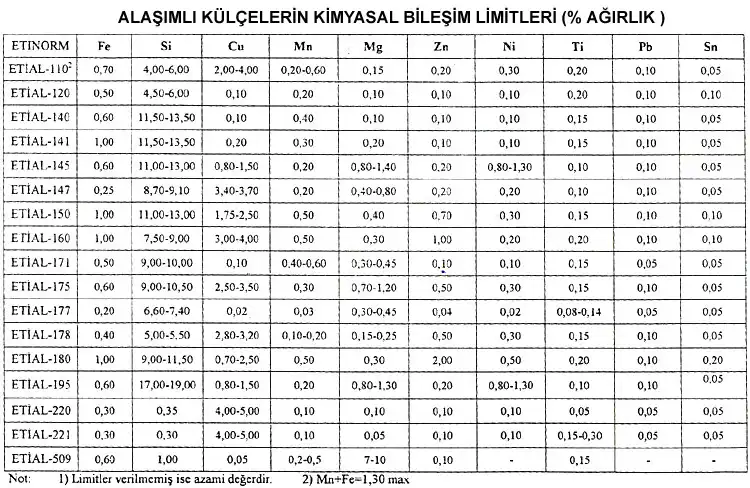 ALAŞIMLI KÜLÇELERİN KİMYASAL BİLEŞİM LİMİTLERİ (% AĞIRLIK )
ETINORM Fe Si Cu Mn Mg Zn Ni Ti Pb Sn
ETİAL-110² 0,70 4,00-6,00 2,00-4,00 0,20-0,60 0,15 0,20 0,30 0,20 0,10 0,05
ETİAL-120 0,50 4,50-6,00 0,10 0,20 0,10 0,10 0,10 0,20 0,10 0,10
ETİAL-140 0,60 11,50-13,50 0,10 0,40 0,10 0,10 0,10 0,15 0,10 0,05
ETİAL-141 1,00 11,50-13,50 0,20 0,30 0,20 0,10 0,10 0,15 0,10 0,05
ETİAL-145 0,60 11,00-13,00 0,80-1,50 0,20 0,80-1,40 0,20 0,80-1,30 0,10 0,10 0,05
ETİAL-147 0,25 8,70-9,10 3,40-3,70 0,20 0,40-0,80 0,20 0,20 0,10 0,10 0,05
ETİAL-150 1,00 11,00-13,00 1,75-2,50 0,50 0,40 0,70 0,30 0,15 0,10 0,10
ETİAL-160 1,00 7,50-9,00 3,00-4,00 0,50 0,30 1,00 0,20 0,20 0,10 0,10
ETİAL-171 0,50 9,00-10,00 0,10 0,40-0,60 0,30-0,45 0,10 0,10 0,15 0,05 0,05
ETİAL-175 0,60 9,00-10,50 2,50-3,50 0,30 0,70-1,20 0,50 0,30 0,15 0,10 0,05
ETİAL-177 0,20 6,60-7,40 0,02 0,03 0,30-0,45 0,04 0,02 0,08-0,14 0,05 0,05
ETİAL-178 0,40 5,00-5,50 2,80-3,20 0,10-0,20 0,15-0,25 0,50 0,30 0,15 0,10 0,05
ETİAL-180 1,00 9,00-11,50 0,70-2,50 0,50 0,30 2,00 0,50 0,20 0,10 0,20
ETİAL-195 0,60 17,00-19,00 0,80-1,50 0,20 0,80-1,30 0,20 0,80-1,30 0,10 0,10 0,05
ETİAL-220 0,30 0,35 4,00-5,00 0,10 0,10 0,10 0,10 0,05 0,05 0,05
ETİAL-221 0,30 0,30 4,00-5,00 0,10 0,05 0,10 0,10 0,15-0,30 0,05 0,05
ETİAL-509 0,60 1,00 0,05 0,2-0,5 7-10 0,10 - 0,15 - -
Not: 1) Limitler verilmemiş ise azami değerdir. 2) Mn+Fe=1,30 max